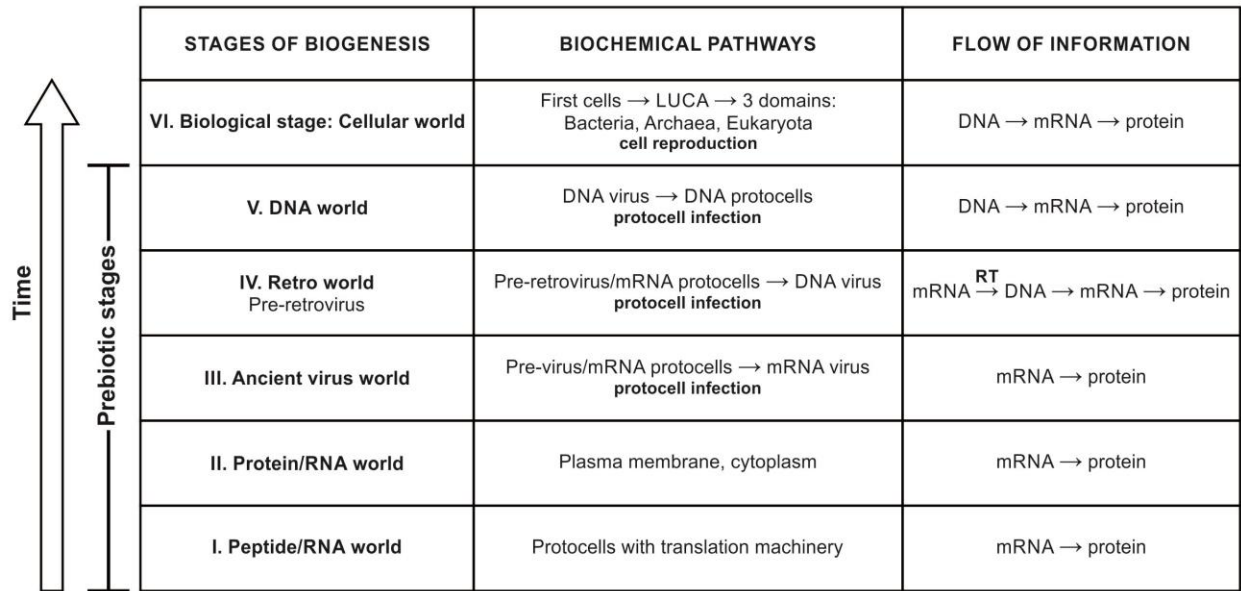 STAGES OF BIOGENESIS
BIOCHEMICAL PATHWAYS
FLOW OF INFORMATION
VI. Biological stage: Cellular world
First cells → LUCA → 3 domains:
Bacteria, Archaea, Eukaryota
cell reproduction
DNA → mRNA → protein
V. DNA world
DNA virus → DNA protocells
protocell infection
DNA → mRNA → protein
IV. Retro world
Pre-retrovirus
Pre-retrovirus/mRNA protocells → DNA virus
protocell infection
RT
mRNA → DNA → mRNA → protein
III. Ancient virus world
Pre-virus/mRNA protocells → mRNA virus
protocell infection
mRNA → protein
II. Protein/RNA world
Plasma membrane, cytoplasm
mRNA → protein
I. Peptide/RNA world
Protocells with translation machinery
mRNA → protein
Time
Prebiotic stages